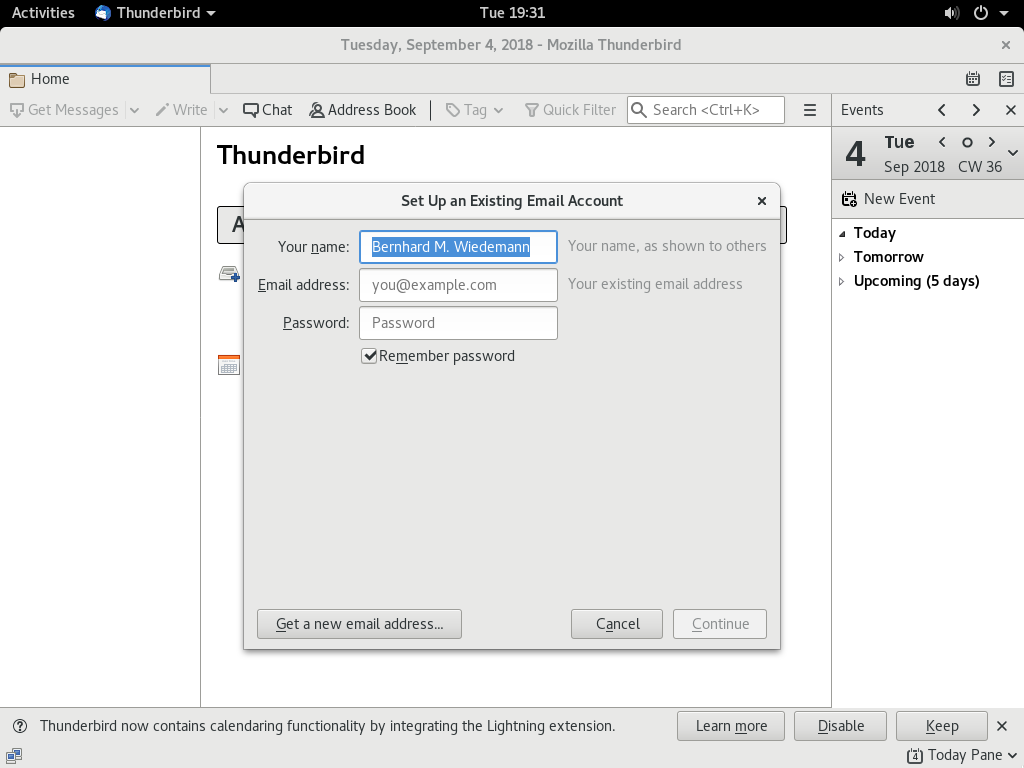 Activities Thunderbird Tue 19:31
Tuesday, September 4, 2018 - Mozilla Thunderbird
Home
Get Messages Write Chat Address Book Tag Quick Filter Search <Ctrl+K> Events
Thunderbird
4 Tue
Sep 2018 CW 36
New Event
Today
Tomorrow
Upcoming (5 days)
A
Set Up an Existing Email Account
Your name: Bernhard M. Wiedemann Your name, as shown to others
Email address: you@example.com Your existing email address
Password: Password
Remember password
Get a new email address... Cancel Continue
Thunderbird now contains calendaring functionality by integrating the Lightning extension. Learn more Disable Keep
4 Today Pane